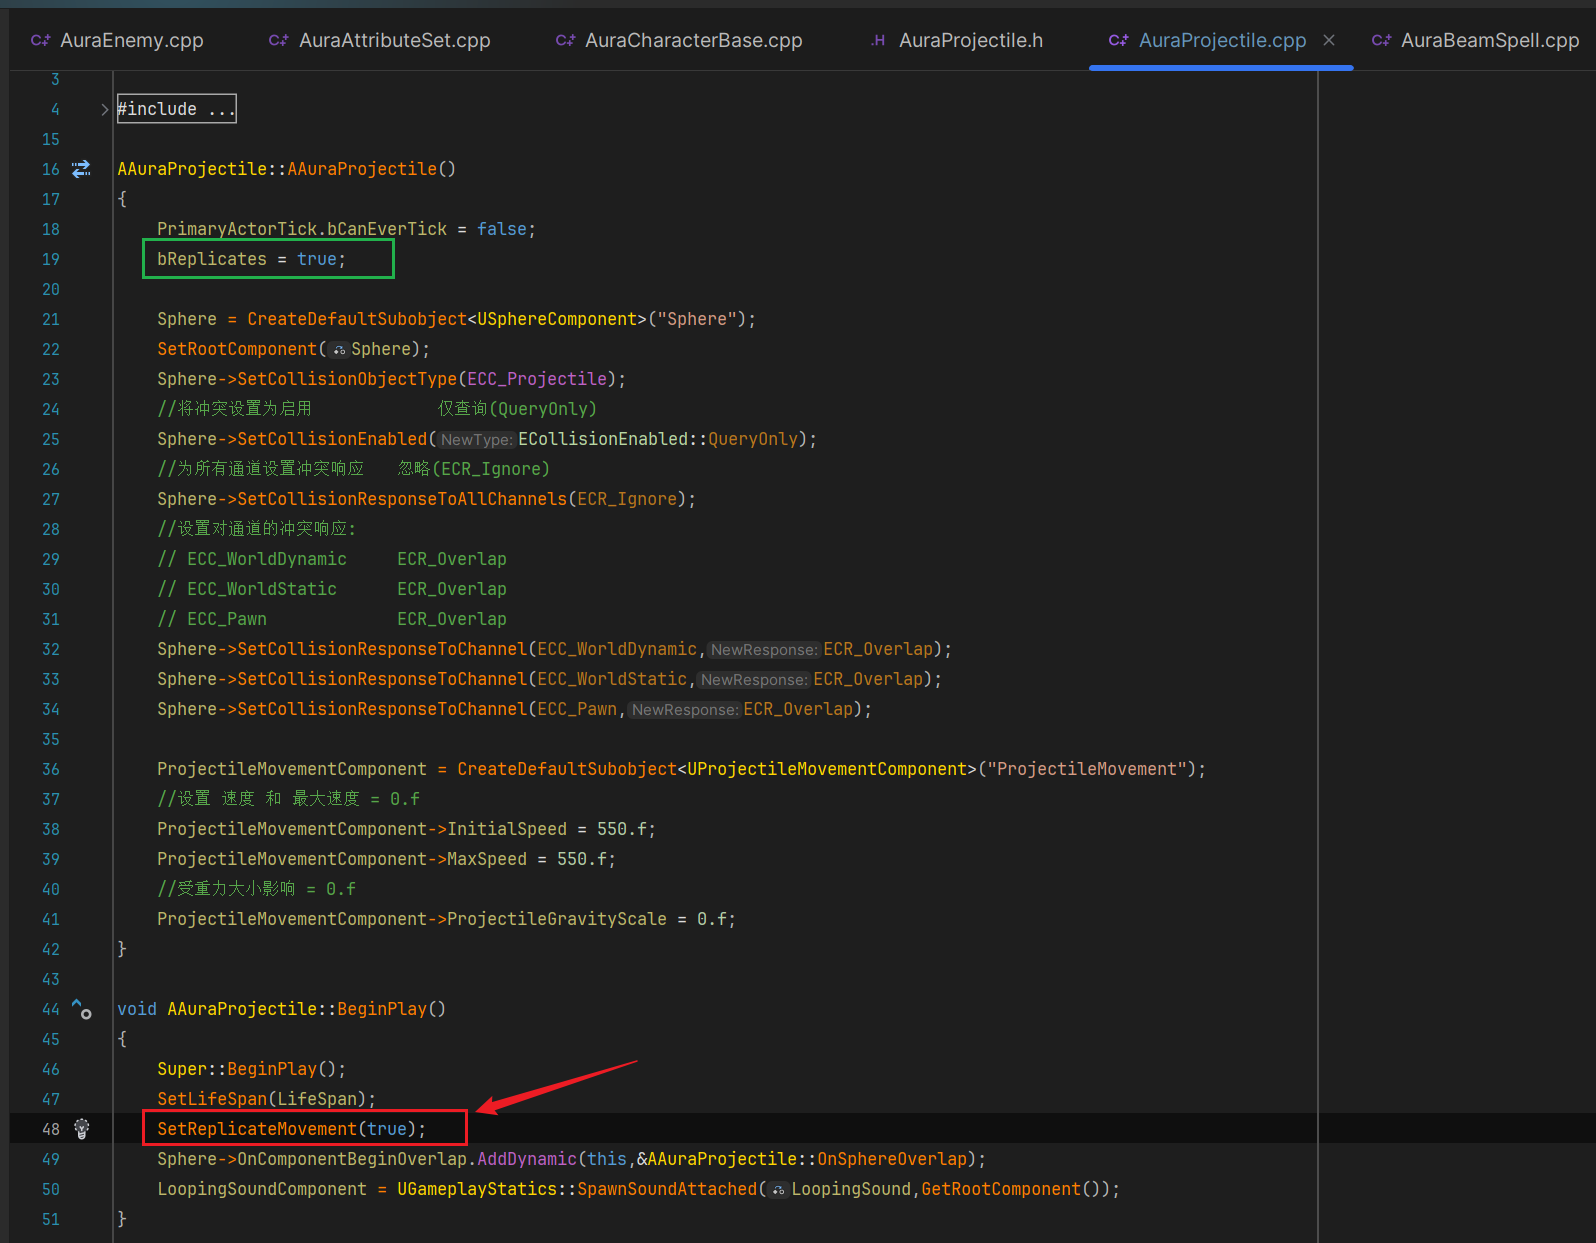 AuraEnemy.cpp AuraAttributeSet.cpp AuraCharacterBase.cpp .H AuraProjectile.h AuraProjectile.cpp AuraBeamSpell.cpp
3
4 #include ...
15
16 AAuraProjectile::AAuraProjectile()
17 {
18 PrimaryActorTick.bCanEverTick = false;
19 bReplicates = true;
20
21 Sphere = CreateDefaultSubobject<USphereComponent>("Sphere");
22 SetRootComponent(Sphere);
23 Sphere->SetCollisionObjectType(ECC_Projectile);
24 //将冲突设置为启用 仅查询(QueryOnly)
25 Sphere->SetCollisionEnabled(NewType:ECollisionEnabled::QueryOnly);
26 //为所有通道设置冲突响应 忽略(ECR_Ignore)
27 Sphere->SetCollisionResponseToAllChannels(ECR_Ignore);
28 //设置对通道的冲突响应:
29 // ECC_WorldDynamic ECR_Overlap
30 // ECC_WorldStatic ECR_Overlap
31 // ECC_Pawn ECR_Overlap
32 Sphere->SetCollisionResponseToChannel(ECC_WorldDynamic,NewResponse:ECR_Overlap);
33 Sphere->SetCollisionResponseToChannel(ECC_WorldStatic,NewResponse:ECR_Overlap);
34 Sphere->SetCollisionResponseToChannel(ECC_Pawn,NewResponse:ECR_Overlap);
35
36 ProjectileMovementComponent = CreateDefaultSubobject<UProjectileMovementComponent>("ProjectileMovement");
37 //设置 速度 和 最大速度 = 0.f
38 ProjectileMovementComponent->InitialSpeed = 550.f;
39 ProjectileMovementComponent->MaxSpeed = 550.f;
40 //受重力大小影响 = 0.f
41 ProjectileMovementComponent->ProjectileGravityScale = 0.f;
42 }
43
44 void AAuraProjectile::BeginPlay()
45 {
46 Super::BeginPlay();
47 SetLifeSpan(LifeSpan);
48 SetReplicateMovement(true);
49 Sphere->OnComponentBeginOverlap.AddDynamic(this,&AAuraProjectile::OnSphereOverlap);
50 LoopingSoundComponent = UGameplayStatics::SpawnSoundAttached(LoopingSound,GetRootComponent());
51 }